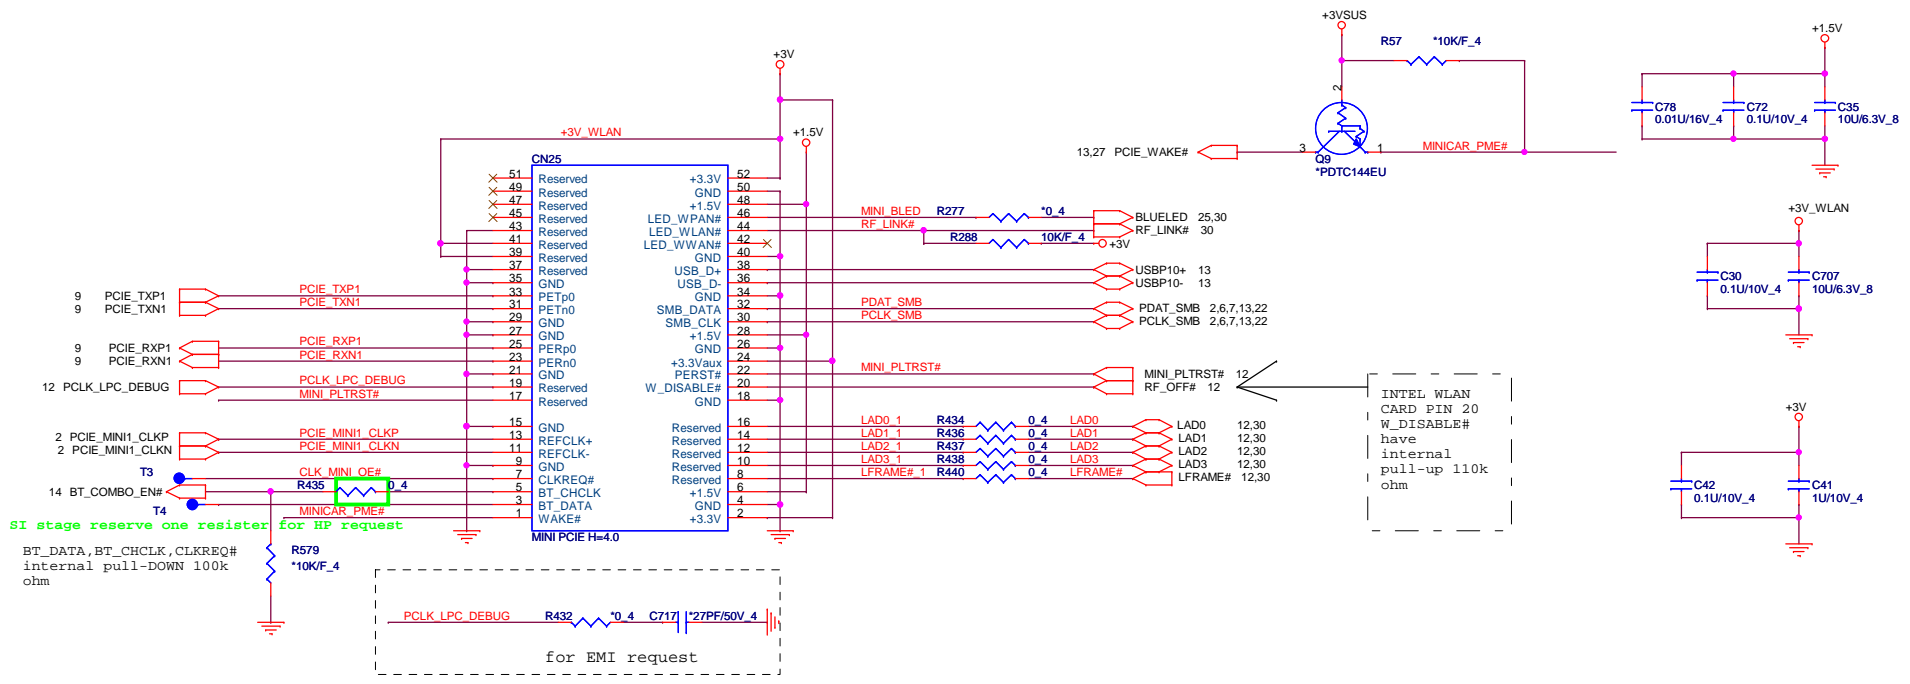 +3VSUS
R57 *10K/F_4
2
3
1
Q9
*PDTC144EU
13,27 PCIE_WAKE#
MINICAR_PME#
+1.5V
C78
0.01U/16V_4
C72
0.1U/10V_4
C35
10U/6.3V_8
+3V
+1.5V
+3V_WLAN
CN25
51 Reserved
49 Reserved
47 Reserved
45 Reserved
43 Reserved
41 Reserved
39 Reserved
37 Reserved
35 GND
33 PETp0
31 PETn0
29 GND
27 GND
25 PERp0
23 PERn0
21 GND
19 Reserved
17 Reserved
15 GND
13 REFCLK+
11 REFCLK-
9 GND
7 CLKREQ#
5 BT_CHCLK
3 BT_DATA
1 WAKE#
+3.3V 52
GND 50
+1.5V 48
LED_WPAN# 46
LED_WLAN# 44
LED_WWAN# 42
GND 40
USB_D+ 38
USB_D- 36
GND 34
SMB_DATA 32
SMB_CLK 30
+1.5V 28
GND 26
+3.3Vaux 24
PERST# 22
W_DISABLE# 20
GND 18
Reserved 16
Reserved 14
Reserved 12
Reserved 10
Reserved 8
+1.5V 6
GND 4
+3.3V 2
MINI PCIE H=4.0
9 PCIE_TXP1 PCIE_TXP1
9 PCIE_TXN1 PCIE_TXN1
9 PCIE_RXP1 PCIE_RXP1
9 PCIE_RXN1 PCIE_RXN1
12 PCLK_LPC_DEBUG PCLK_LPC_DEBUG
MINI_PLTRST#
2 PCIE_MINI1_CLKP PCIE_MINI1_CLKP
2 PCIE_MINI1_CLKN PCIE_MINI1_CLKN
T3 CLK_MINI_OE#
14 BT_COMBO_EN# R435 0_4
T4
MINICAR_PME#
SI stage reserve one resister for HP request
BT_DATA,BT_CHCLK,CLKREQ#
internal pull-DOWN 100k
ohm
R579
*10K/F_4
MINI_BLED R277 *0_4 BLUELED 25,30
RF_LINK# RF_LINK# 30
R288 10K/F_4 +3V
USBP10+ 13
USBP10- 13
PDAT_SMB PDAT_SMB 2,6,7,13,22
PCLK_SMB PCLK_SMB 2,6,7,13,22
MINI_PLTRST# MINI_PLTRST# 12
RF_OFF# 12
LAD0_1 R434 0_4 LAD0 LAD0 12,30
LAD1_1 R436 0_4 LAD1 LAD1 12,30
LAD2_1 R437 0_4 LAD2 LAD2 12,30
LAD3_1 R438 0_4 LAD3 LAD3 12,30
LFRAME#_1 R440 0_4 LFRAME# LFRAME# 12,30
INTEL WLAN
CARD PIN 20
W_DISABLE#
have
internal
pull-up 110k
ohm
+3V_WLAN
C30
0.1U/10V_4
C707
10U/6.3V_8
+3V
C42
0.1U/10V_4
C41
1U/10V_4
PCLK_LPC_DEBUG R432 *0_4 C717 *27PF/50V_4
for EMI request